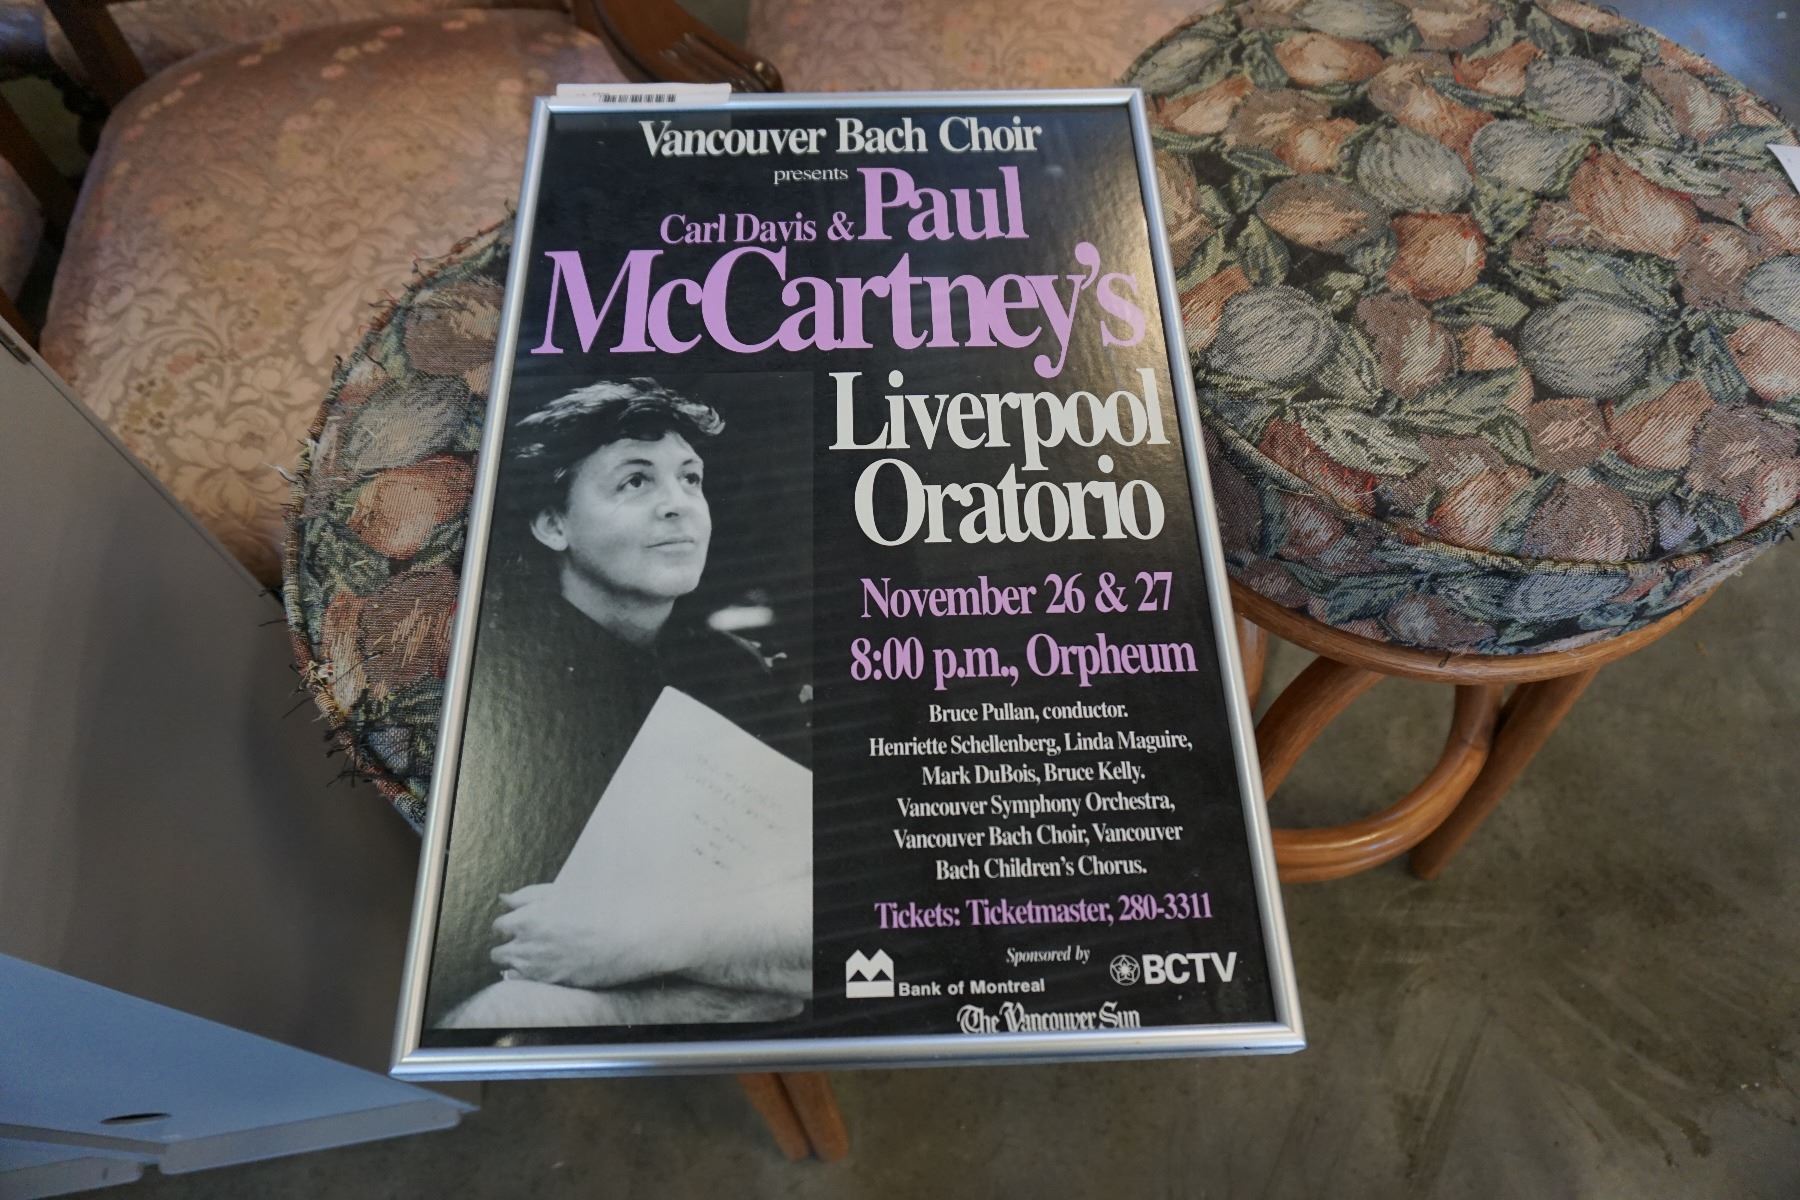 Vancouver Bach Choir
presents
Carl Davis & Paul
McCartney's
Liverpool
Oratorio
November 26 & 27
8:00 p.m., Orpheum
Bruce Pullan, conductor.
Henriette Schellenberg, Linda Maguire,
Mark DuBois, Bruce Kelly.
Vancouver Symphony Orchestra,
Vancouver Bach Choir, Vancouver
Bach Children's Chorus.
Tickets: Ticketmaster, 280-3311
Sponsored by
Bank of Montreal
BCTV
The Vancouver Sun